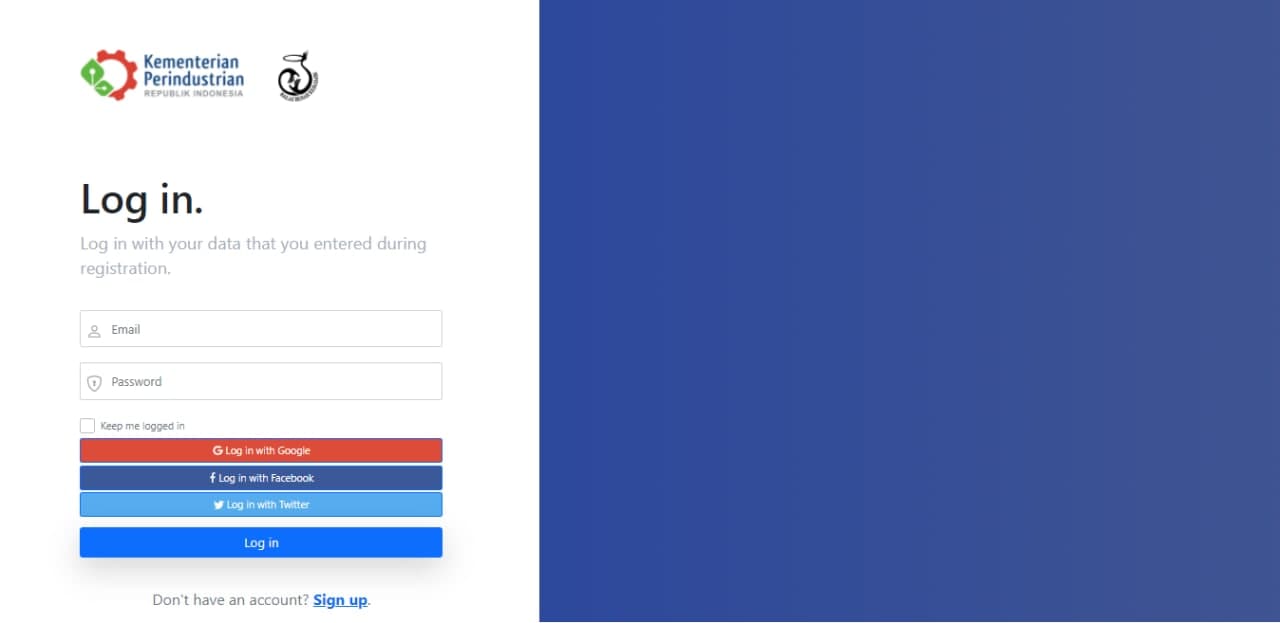 Kementerian
Perindustrian
REPUBLIK INDONESIA
Log in.
Log in with your data that you entered during
registration.
Email
Password
Keep me logged in
Log in with Google
Log in with Facebook
Log in with Twitter
Log in
Don't have an account? Sign up.